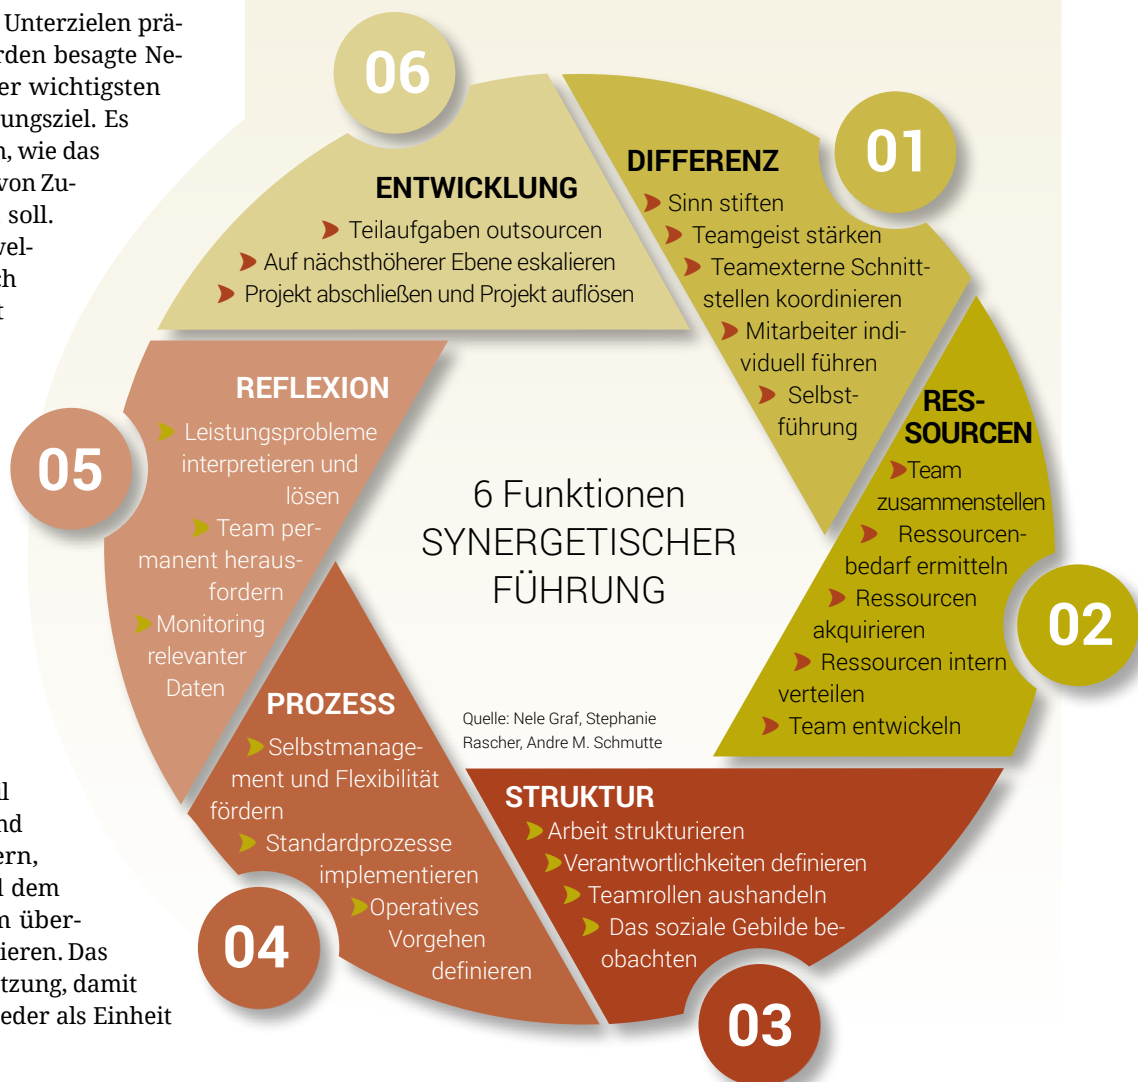 Unterzielen prä-
rden besagte Ne-
er wichtigsten
ungsziel. Es
n, wie das
von Zu-
soll.
wel-
ch
t
06
ENTWICKLUNG
Teilaufgaben outsourcen
Auf nächsthöherer Ebene eskalieren
Projekt abschließen und Projekt auflösen
01
DIFFERENZ
Sinn stiften
Teamgeist stärken
Teamexterne Schnitt-
stellen koordinieren
Mitarbeiter indi-
viduell führen
Selbst-
führung
RES-
SOURCEN
Team
zusammenstellen
Ressourcen-
bedarf ermitteln
Ressourcen
akquirieren
Ressourcen intern
verteilen
Team entwickeln
02
05
REFLEXION
Leistungsprobleme
interpretieren und
lösen
Team per-
manent heraus-
fordern
Monitoring
relevanter
Daten
6 Funktionen
SYNERGETISCHER
FÜHRUNG
Quelle: Nele Graf, Stephanie
Rascher, Andre M. Schmutte
PROZESS
Selbstmanage-
ment und Flexibilität
fördern
Standardprozesse
implementieren
Operatives
Vorgehen
definieren
04
STRUKTUR
Arbeit strukturieren
Verantwortlichkeiten definieren
Teamrollen aushandeln
Das soziale Gebilde be-
obachten
03
nd
ern,
dem
über-
ieren. Das
tzung, damit
eder als Einheit